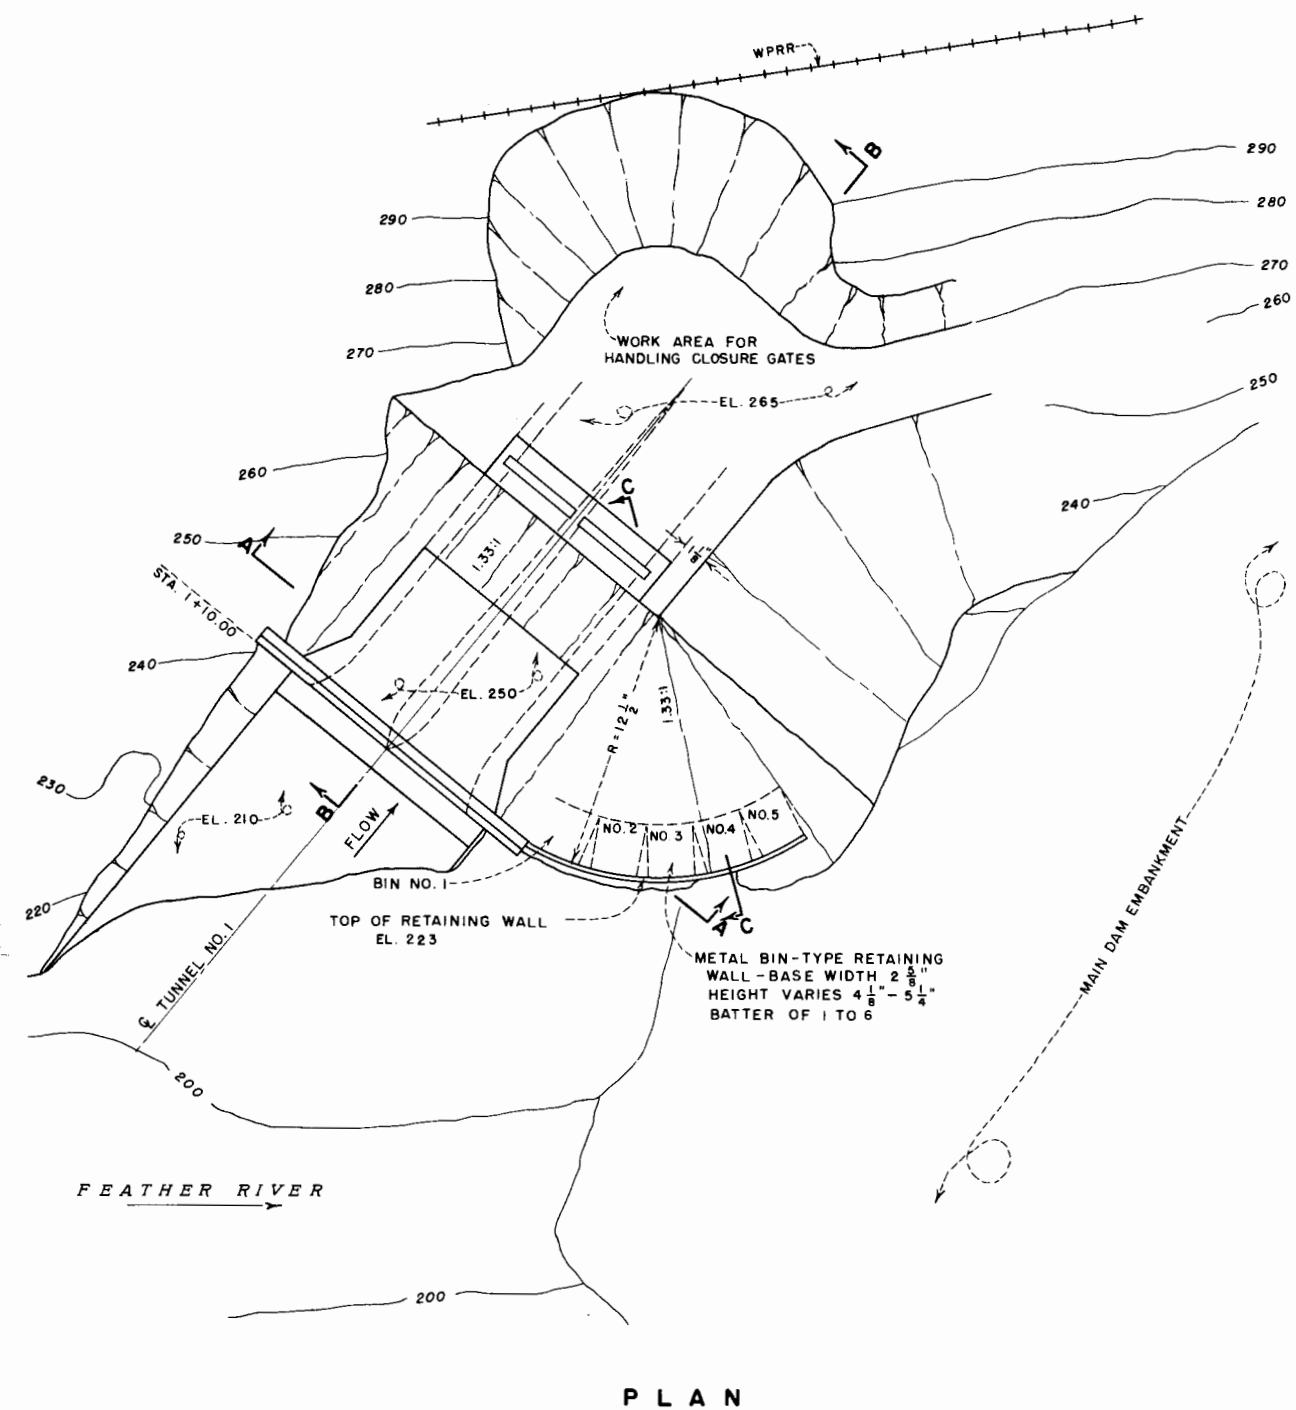 WPRR
B
290
290
280
280
270
260
270
WORK AREA FOR
HANDLING CLOSURE GATES
250
EL. 265
260
C
240
250
A
1.33:1
STA. 1+10.00
240
EL. 250
R=12 1/2"
1.33:1
230
EL. 210
B
FLOW
NO. 2
NO. 3
NO. 4
NO. 5
MAIN DAM EMBANKMENT
BIN NO. 1
220
TOP OF RETAINING WALL
EL. 223
A
C
METAL BIN-TYPE RETAINING
WALL-BASE WIDTH 2 5/8"
HEIGHT VARIES 4 1/8" - 5 1/4"
BATTER OF 1 TO 6
℄ TUNNEL NO. 1
200
FEATHER RIVER
200
PLAN